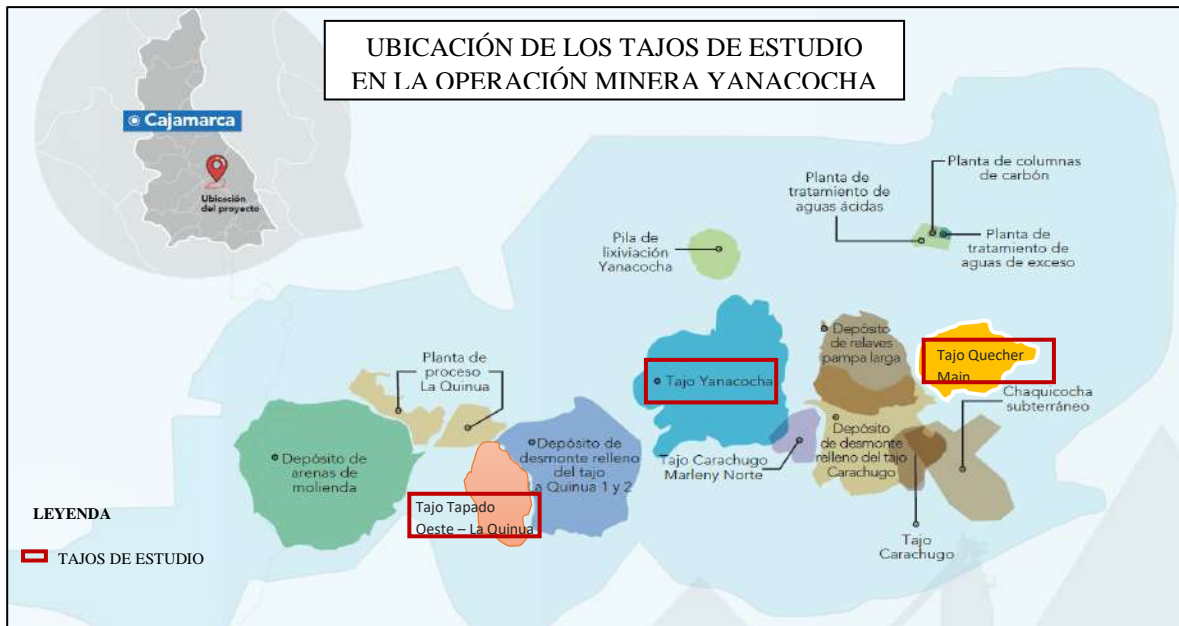 UBICACIÓN DE LOS TAJOS DE ESTUDIO
EN LA OPERACIÓN MINERA YANACOCHA
Cajamarca
Ubicación
del proyecto
Planta de columnas
de carbón
Planta de
tratamiento de
aguas ácidas
Planta de
tratamiento de
aguas de exceso
Pila de
lixiviación
Yanacocha
Depósito
de relaves
pampa larga
Tajo Quecher
Main
Planta de
proceso
La Quinua
Tajo Yanacocha
Chaquicocha
subterráneo
Depósito de
arenas de
molienda
Depósito de
desmonte relleno
del tajo
La Quinua 1 y 2
Tajo Carachugo
Marleny Norte
Depósito
de desmonte
relleno del tajo
Carachugo
Tajo Tapado
Oeste – La Quinua
Tajo
Carachugo
LEYENDA
TAJOS DE ESTUDIO